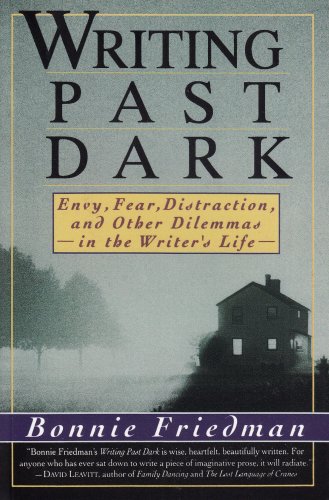 WRITING
PAST
DARK
Envy, Fear, Distraction,
and Other Dilemmas
—in the Writer's Life—
Bonnie Friedman
"Bonnie Friedman's Writing Past Dark is wise, heartfelt, beautifully written. For
anyone who has ever sat down to write a piece of imaginative prose, it will radiate."
— DAVID LEAVITT, author of Family Dancing and The Lost Language of Cranes